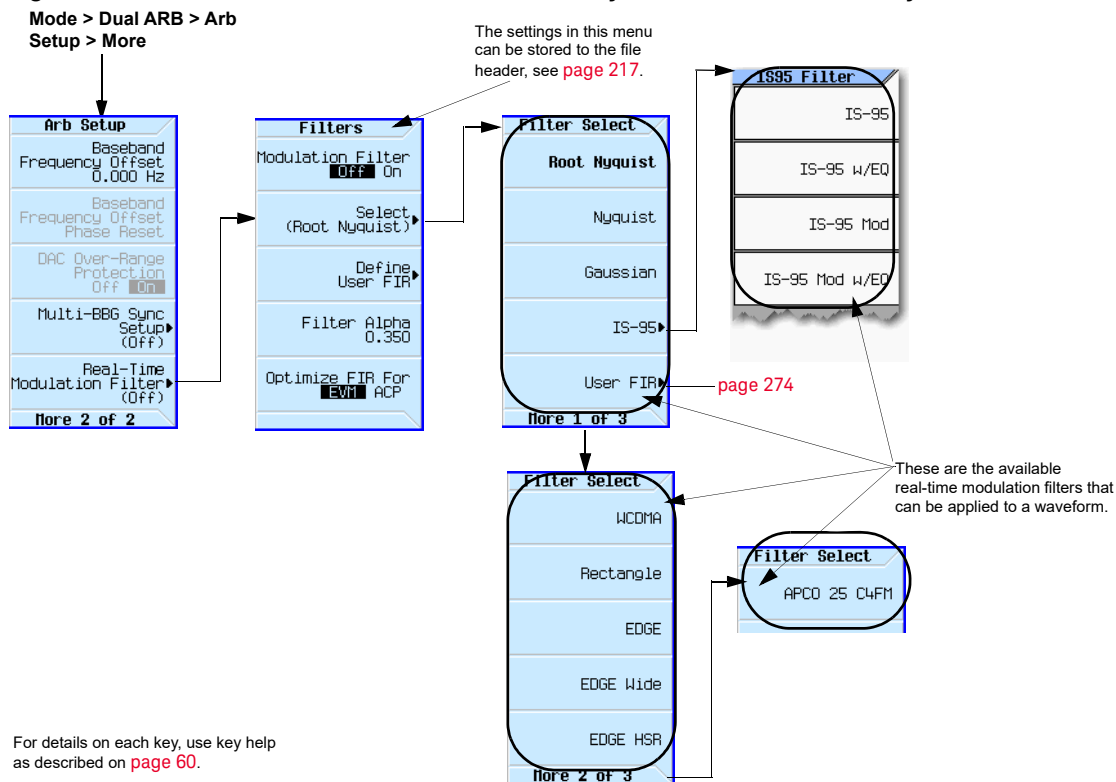 Mode > Dual ARB > Arb
Setup > More
The settings in this menu
can be stored to the file
header, see page 217.
Arb Setup
Baseband
Frequency Offset
0.000 Hz
Baseband
Frequency Offset
Phase Reset
DAC Over-Range
Protection
Off On
Multi-BBG Sync
Setup
(Off)
Real-Time
Modulation Filter
(Off)
More 2 of 2
Filters
Modulation Filter
Off On
Select
(Root Nyquist)
Define
User FIR
Filter Alpha
0.350
Optimize FIR For
EVM ACP
Filter Select
Root Nyquist
Nyquist
Gaussian
IS-95
User FIR
More 1 of 3
IS95 Filter
IS-95
IS-95 w/EQ
IS-95 Mod
IS-95 Mod w/EQ
page 274
These are the available
real-time modulation filters that
can be applied to a waveform.
Filter Select
WCDMA
Rectangle
EDGE
EDGE Wide
EDGE HSR
More 2 of 3
Filter Select
APCO 25 C4FM
For details on each key, use key help
as described on page 60.